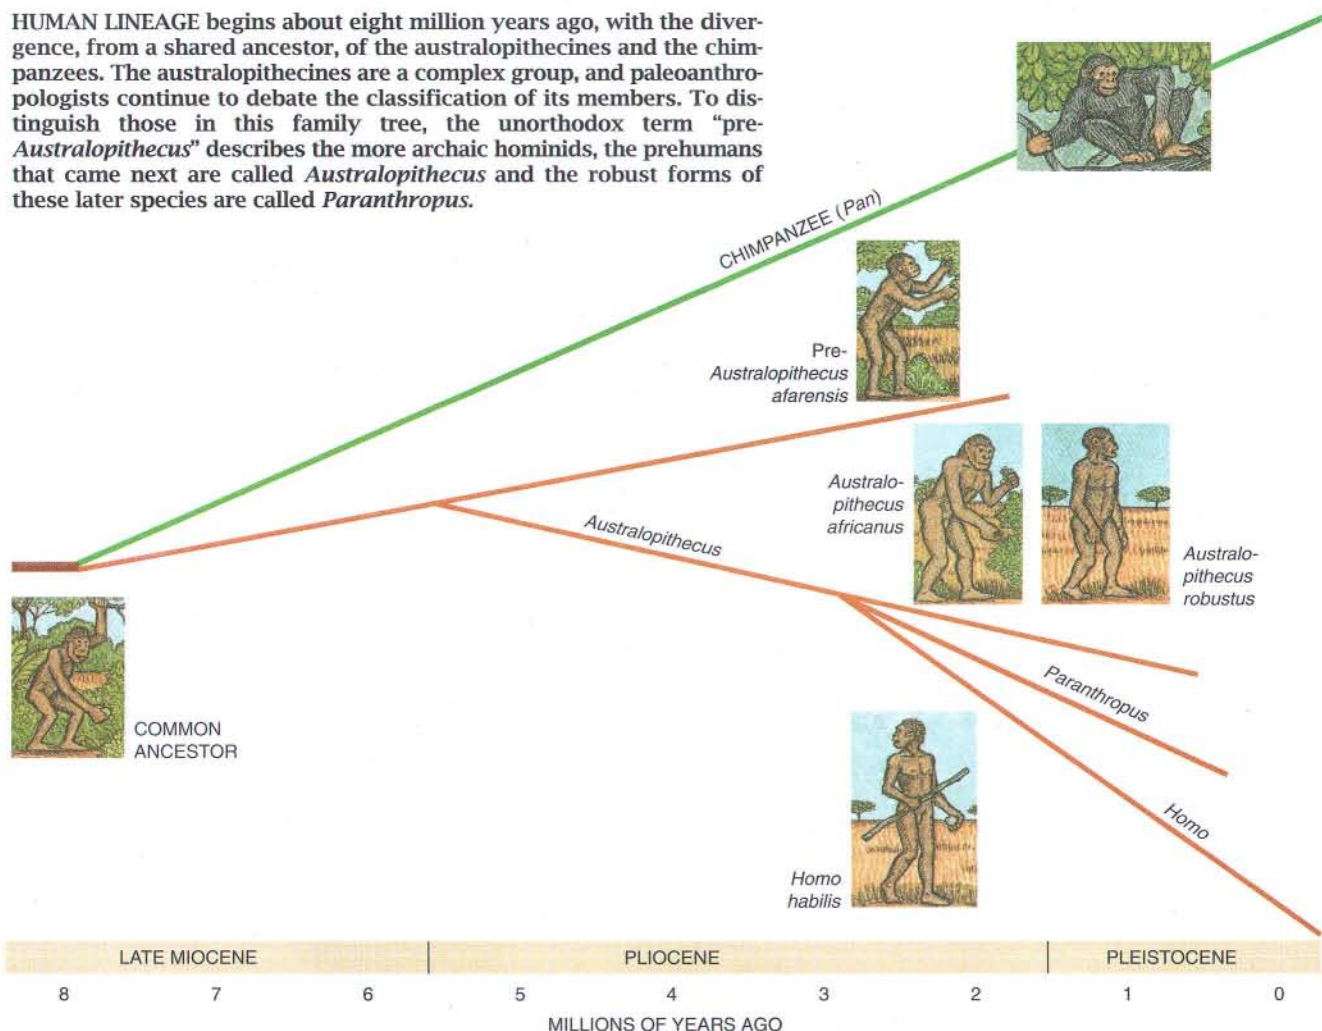 HUMAN LINEAGE begins about eight million years ago, with the diver-
gence, from a shared ancestor, of the australopithecines and the chim-
panzees. The australopithecines are a complex group, and paleoanthro-
pologists continue to debate the classification of its members. To dis-
tinguish those in this family tree, the unorthodox term “pre-
Australopithecus” describes the more archaic hominids, the prehumans
that came next are called Australopithecus and the robust forms of
these later species are called Paranthropus.
CHIMPANZEE (Pan)
Pre-
Australopithecus
afarensis
Australo-
pithecus
africanus
Australopithecus
Australo-
pithecus
robustus
COMMON
ANCESTOR
Paranthropus
Homo
Homo
habilis
LATE MIOCENE
PLIOCENE
PLEISTOCENE
8 7 6 5 4 3 2 1 0
MILLIONS OF YEARS AGO